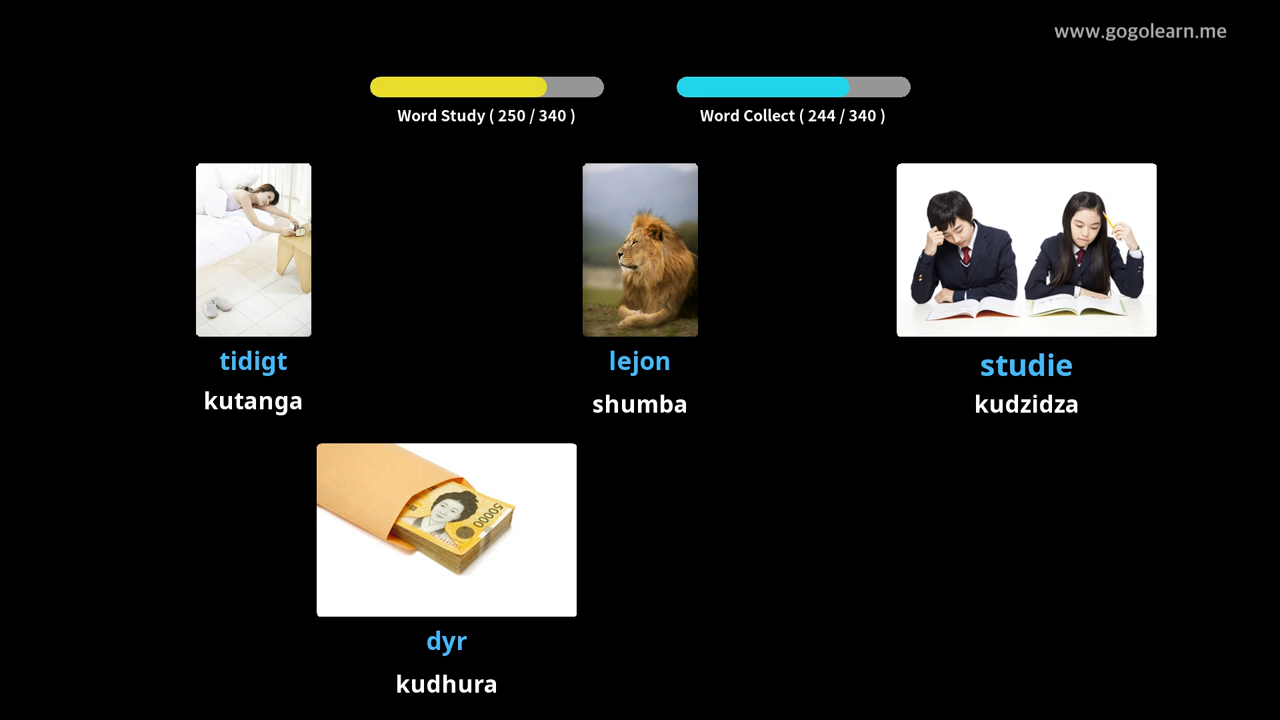 www.gogolearn.me
Word Study ( 250 / 340 )
Word Collect ( 244 / 340 )
tidigt
kutanga
lejon
shumba
studie
kudzidza
50000
dyr
kudhura